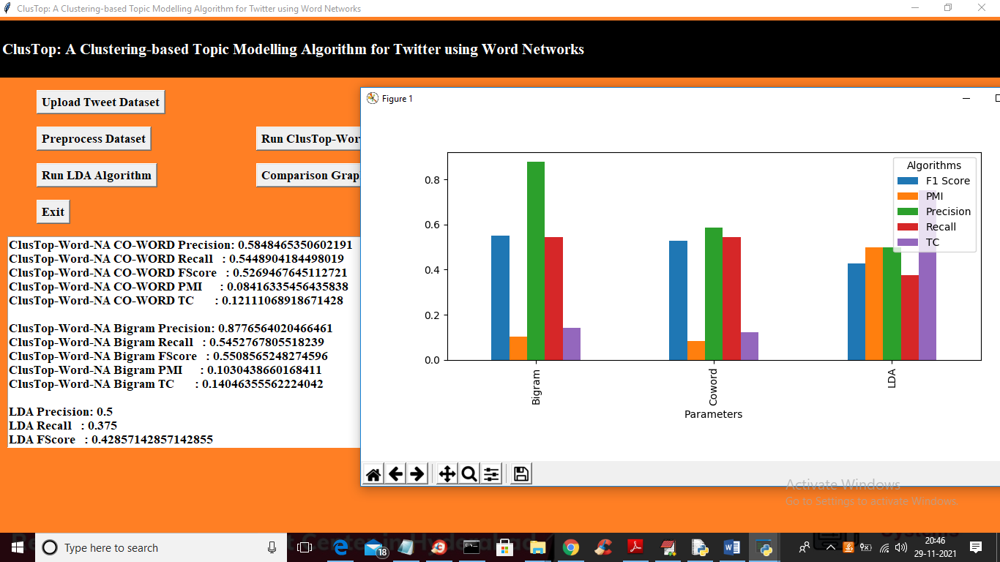 ClusTop: A Clustering-based Topic Modelling Algorithm for Twitter using Word Networks
ClusTop: A Clustering-based Topic Modelling Algorithm for Twitter using Word Networks
Upload Tweet Dataset
Preprocess Dataset
Run ClusTop-Wor
Run LDA Algorithm
Comparison Grap
Exit
ClusTop-Word-NA CO-WORD Precision: 0.5848465350602191
ClusTop-Word-NA CO-WORD Recall : 0.5448904184498019
ClusTop-Word-NA CO-WORD FScore : 0.5269467645112721
ClusTop-Word-NA CO-WORD PMI : 0.08416335456435838
ClusTop-Word-NA CO-WORD TC : 0.12111068918671428
ClusTop-Word-NA Bigram Precision: 0.8776564020466461
ClusTop-Word-NA Bigram Recall : 0.5452767805518239
ClusTop-Word-NA Bigram FScore : 0.5508565248274596
ClusTop-Word-NA Bigram PMI : 0.1030438660168411
ClusTop-Word-NA Bigram TC : 0.14046355562224042
LDA Precision: 0.5
LDA Recall : 0.375
LDA FScore : 0.42857142857142855
Figure 1
0.8
0.6
0.4
0.2
0.0
Algorithms
F1 Score
PMI
Precision
Recall
TC
Bigram
Coword
LDA
Parameters
Activate Windows
Go to Settings to activate Windows.
Type here to search
18
20:46
29-11-2021